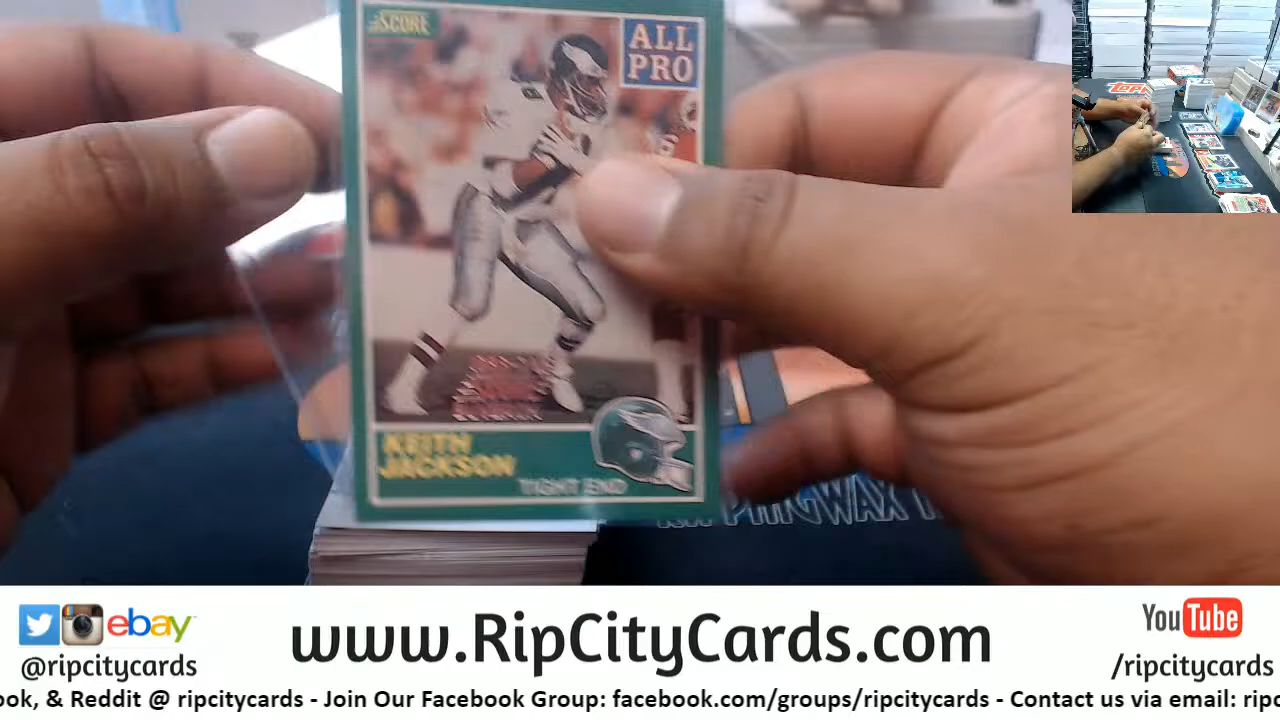 SCORE
ALL
PRO
TOPPS
KEITH
JACKSON
TIGHT END
ebay
@ripcitycards
www.RipCityCards.com
YouTube
/ripcitycards
ook, & Reddit @ ripcitycards - Join Our Facebook Group: facebook.com/groups/ripcitycards - Contact us via email: ripc